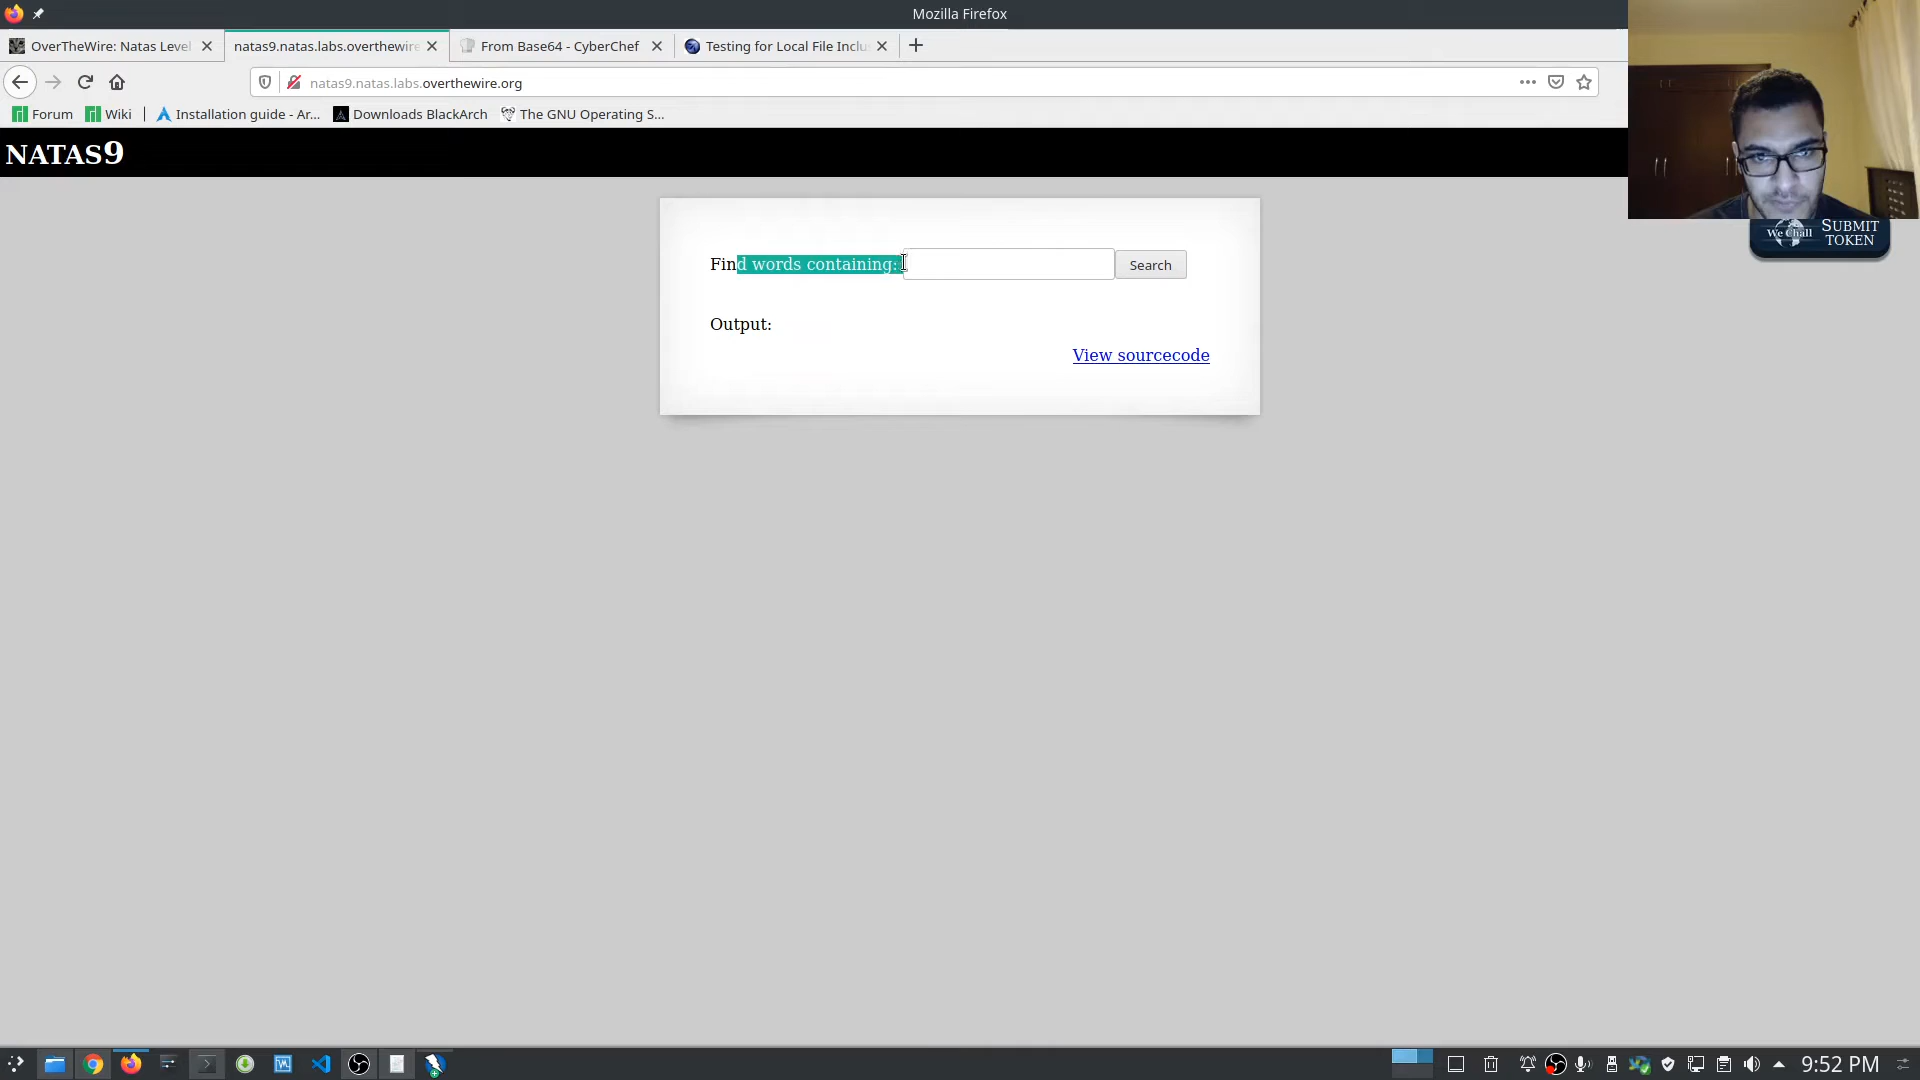 Mozilla Firefox
OverTheWire: Natas Level
natas9.natas.labs.overthewire
From Base64 - CyberChef
Testing for Local File Inclu
natas9.natas.labs.overthewire.org
Forum
Wiki
Installation guide - Ar...
Downloads BlackArch
The GNU Operating S...
NATAS9
We Chall
SUBMIT
TOKEN
Find words containing:
Search
Output:
View sourcecode
9:52 PM